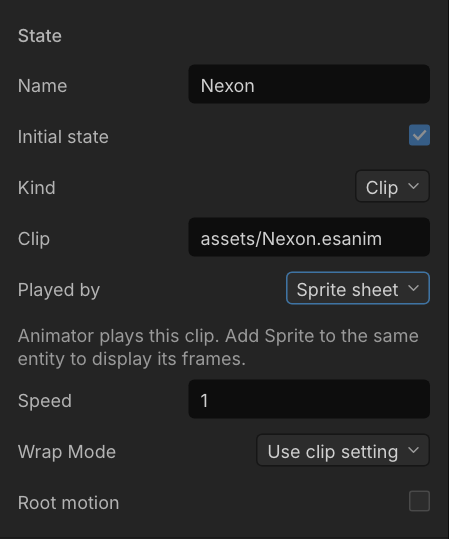 State
Name
Nexon
Initial state
Kind
Clip
Clip
assets/Nexon.esanim
Played by
Sprite sheet
Animator plays this clip. Add Sprite to the same
entity to display its frames.
Speed
1
Wrap Mode
Use clip setting
Root motion